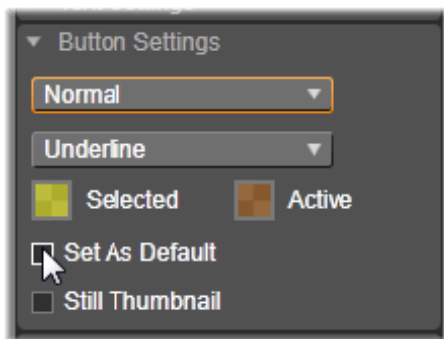 Button Settings
Normal
Underline
Selected Active
Set As Default
Still Thumbnail